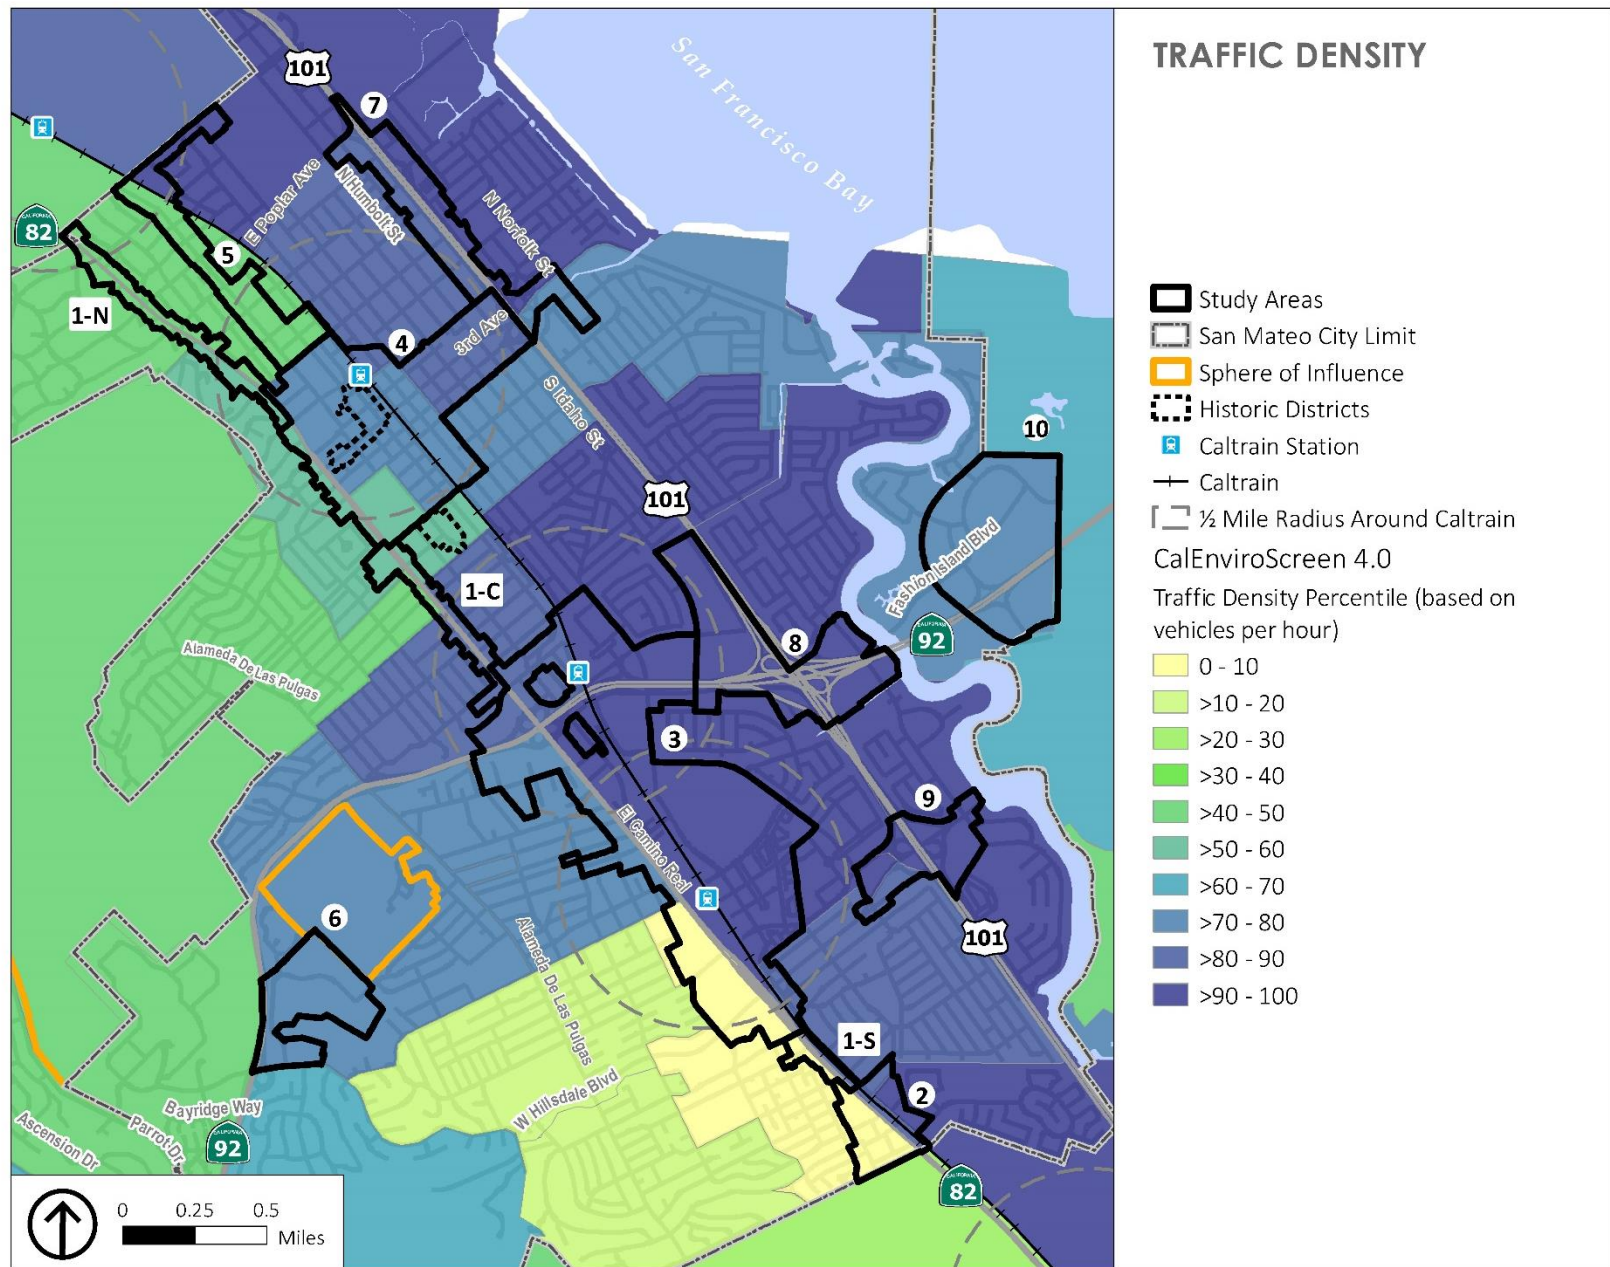 TRAFFIC DENSITY
Study Areas
San Mateo City Limit
Sphere of Influence
Historic Districts
Caltrain Station
Caltrain
½ Mile Radius Around Caltrain
CalEnviroScreen 4.0
Traffic Density Percentile (based on
vehicles per hour)
0 - 10
>10 - 20
>20 - 30
>30 - 40
>40 - 50
>50 - 60
>60 - 70
>70 - 80
>80 - 90
>90 - 100
San Francisco Bay
101
7
E Poplar Ave
N Humbolt St
N Norfolk St
CALIFORNIA
82
5
1-N
4
3rd Ave
S Idaho St
10
101
Fashion Island Blvd
1-C
CALIFORNIA
92
8
Alameda De Las Pulgas
3
9
El Camino Real
6
Alameda De Las Pulgas
101
1-S
2
W Hillsdale Blvd
Bayridge Way
Parrot Dr
Ascension Dr
CALIFORNIA
92
CALIFORNIA
82
0 0.25 0.5
Miles